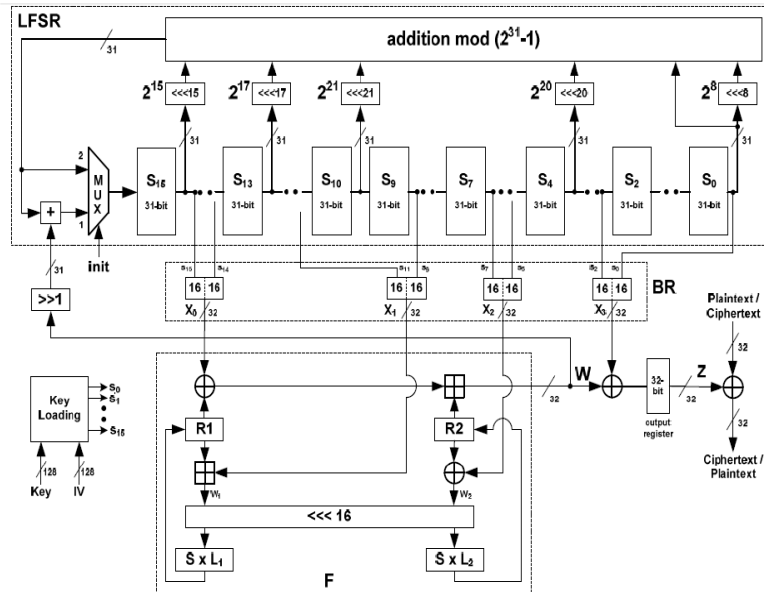 LFSR
addition mod (2³¹-1)
31
2¹⁵ <<<15
2¹⁷ <<<17
2²¹ <<<21
2²⁰ <<<20
2⁸ <<<8
31 31 31 31 31
2
MUX
1
+
S₁₅ 31-bit
S₁₃ 31-bit
S₁₀ 31-bit
S₉ 31-bit
S₇ 31-bit
S₄ 31-bit
S₂ 31-bit
S₀ 31-bit
init
31
>>1
s₁₅ s₁₄
s₁₁ s₉
s₇ s₅
s₂ s₀
16 16
16 16
16 16
16 16
BR
X₀ 32
X₁ 32
X₂ 32
X₃ 32
Plaintext / Ciphertext
32
W
32
32-bit
output register
Z
32
32
Ciphertext / Plaintext
Key Loading
s₀
s₁
s₁₅
128 128
Key IV
R1
R2
W₁
W₂
<<< 16
S x L₁
S x L₂
F